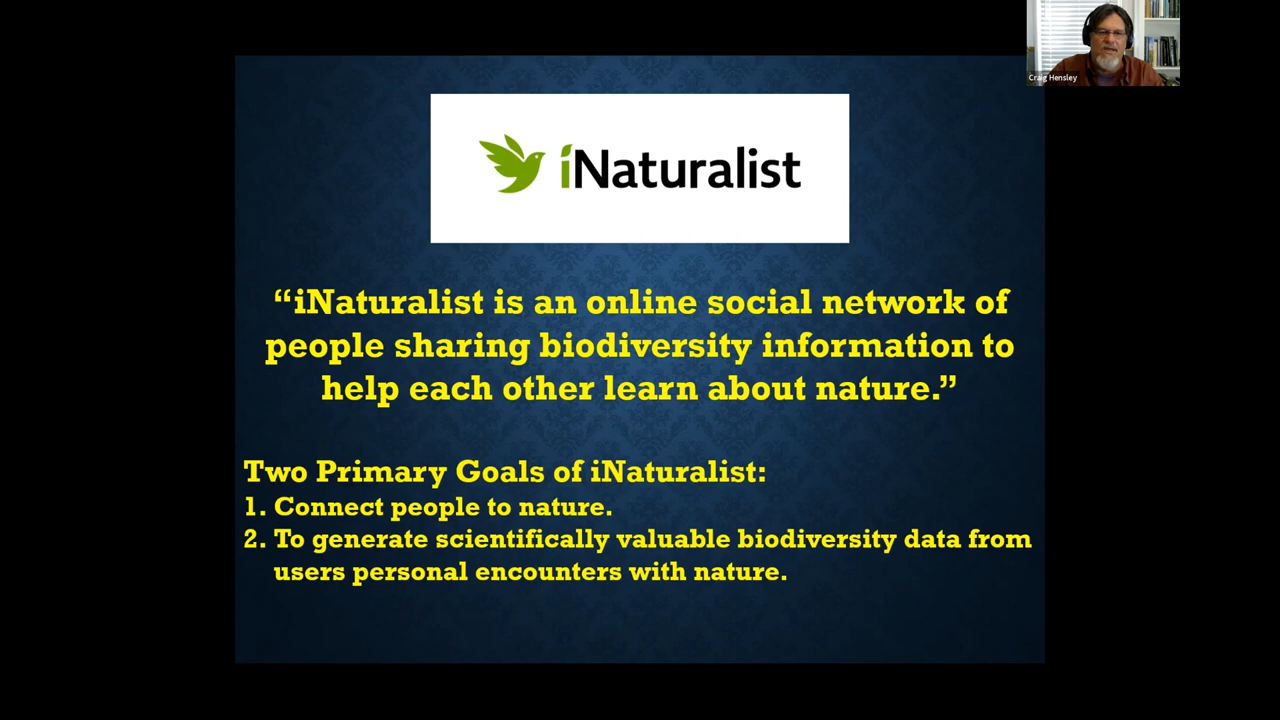 Craig Hensley
iNaturalist
“iNaturalist is an online social network of
people sharing biodiversity information to
help each other learn about nature.”
Two Primary Goals of iNaturalist:
1. Connect people to nature.
2. To generate scientifically valuable biodiversity data from
users personal encounters with nature.